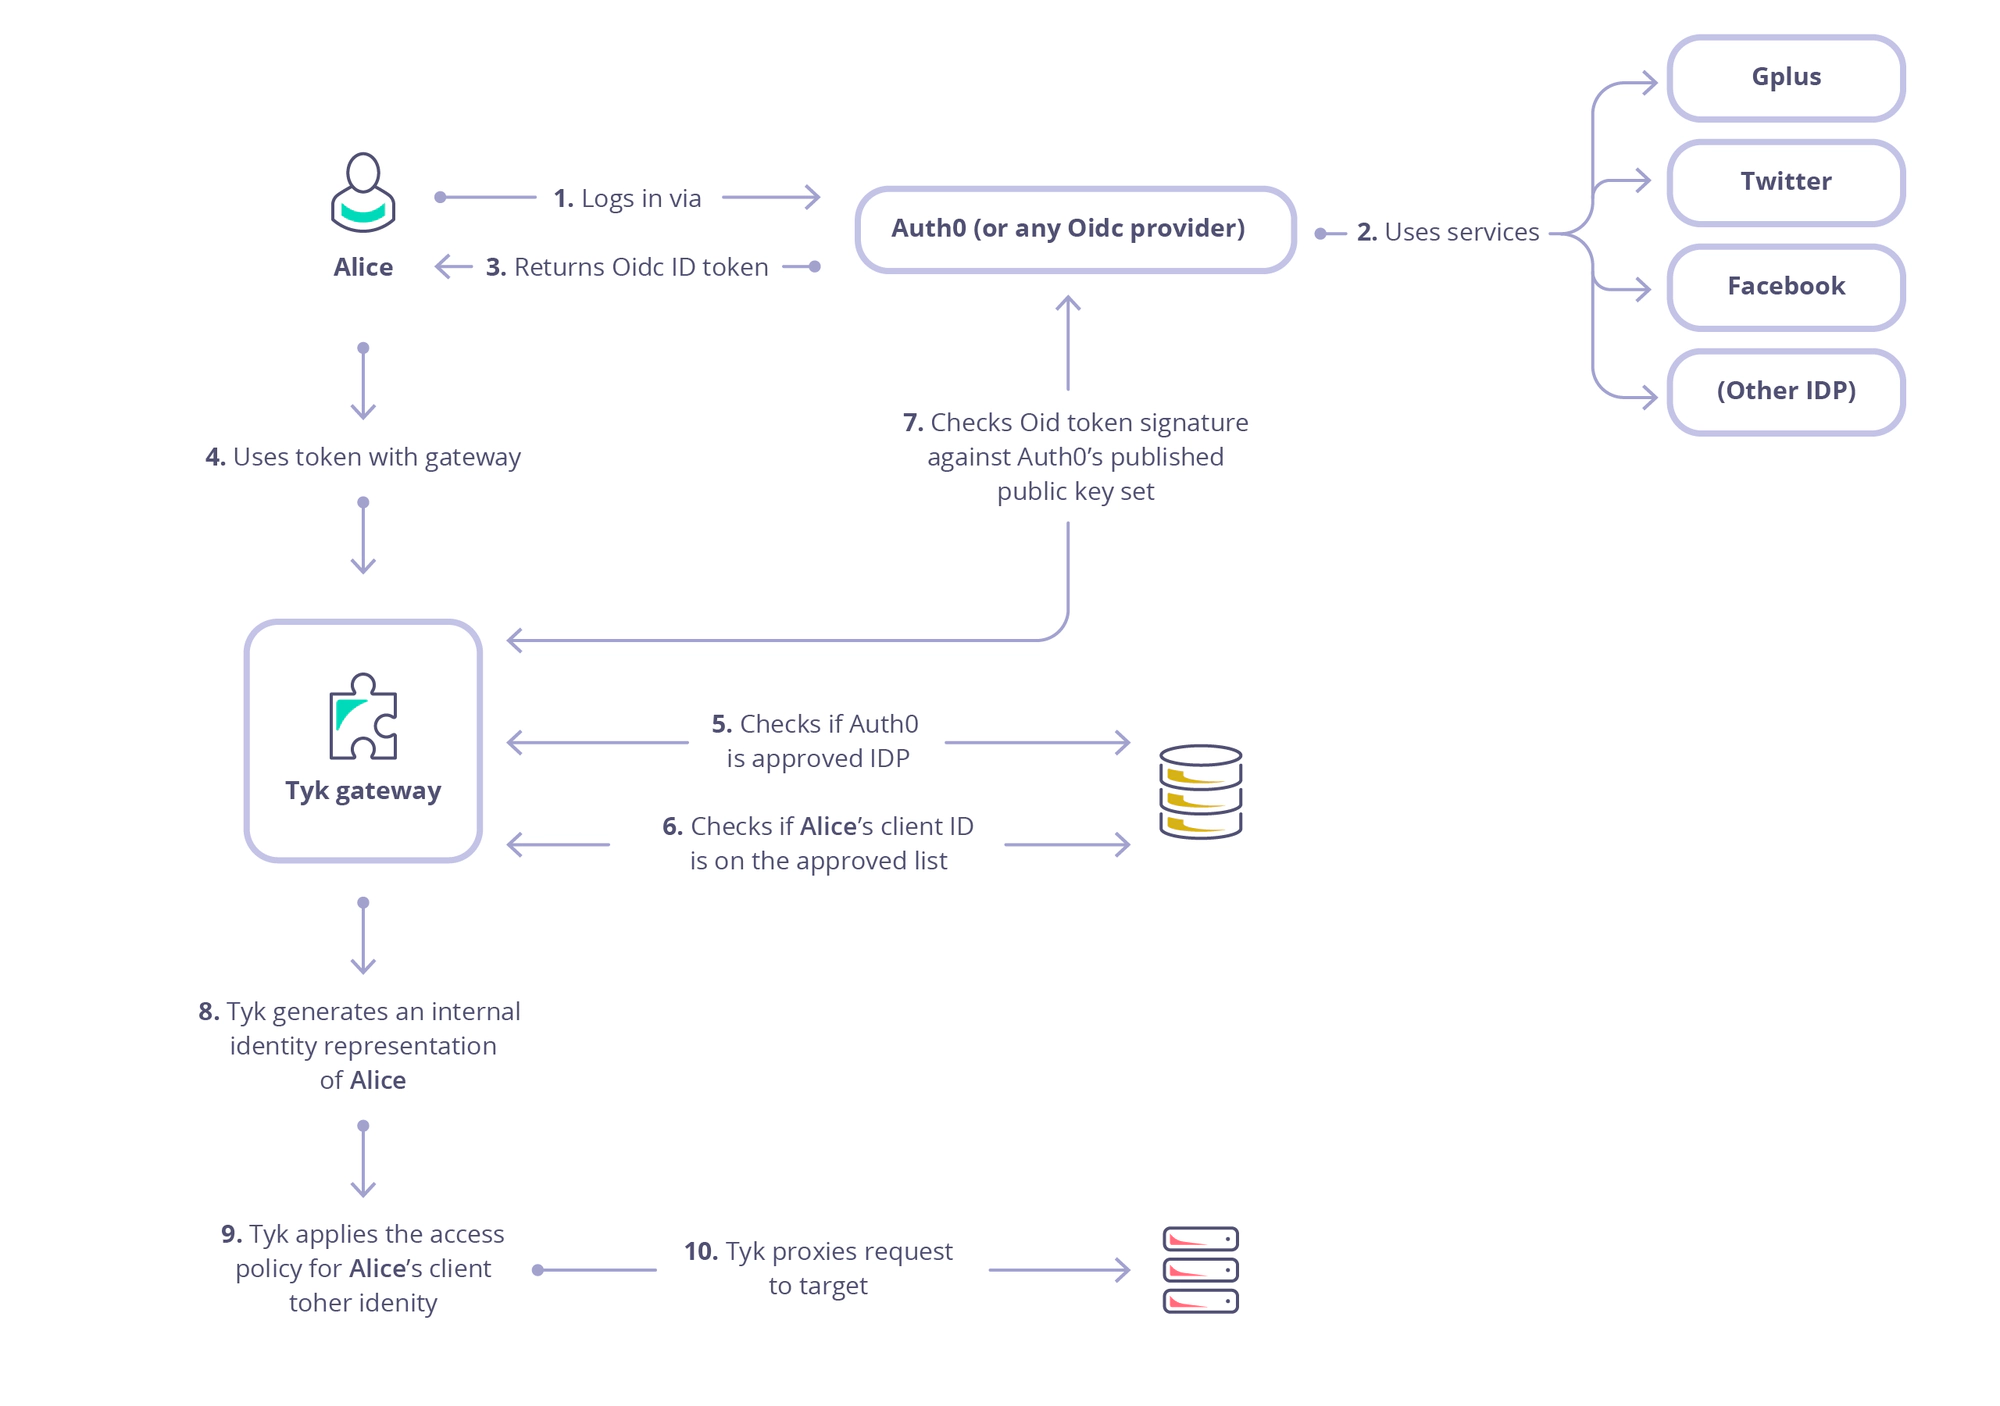 Gplus
Twitter
Facebook
(Other IDP)
Alice
1. Logs in via
Auth0 (or any Oidc provider)
2. Uses services
3. Returns Oidc ID token
4. Uses token with gateway
7. Checks Oid token signature
against Auth0’s published
public key set
Tyk gateway
5. Checks if Auth0
is approved IDP
6. Checks if Alice’s client ID
is on the approved list
8. Tyk generates an internal
identity representation
of Alice
9. Tyk applies the access
policy for Alice’s client
toher idenity
10. Tyk proxies request
to target